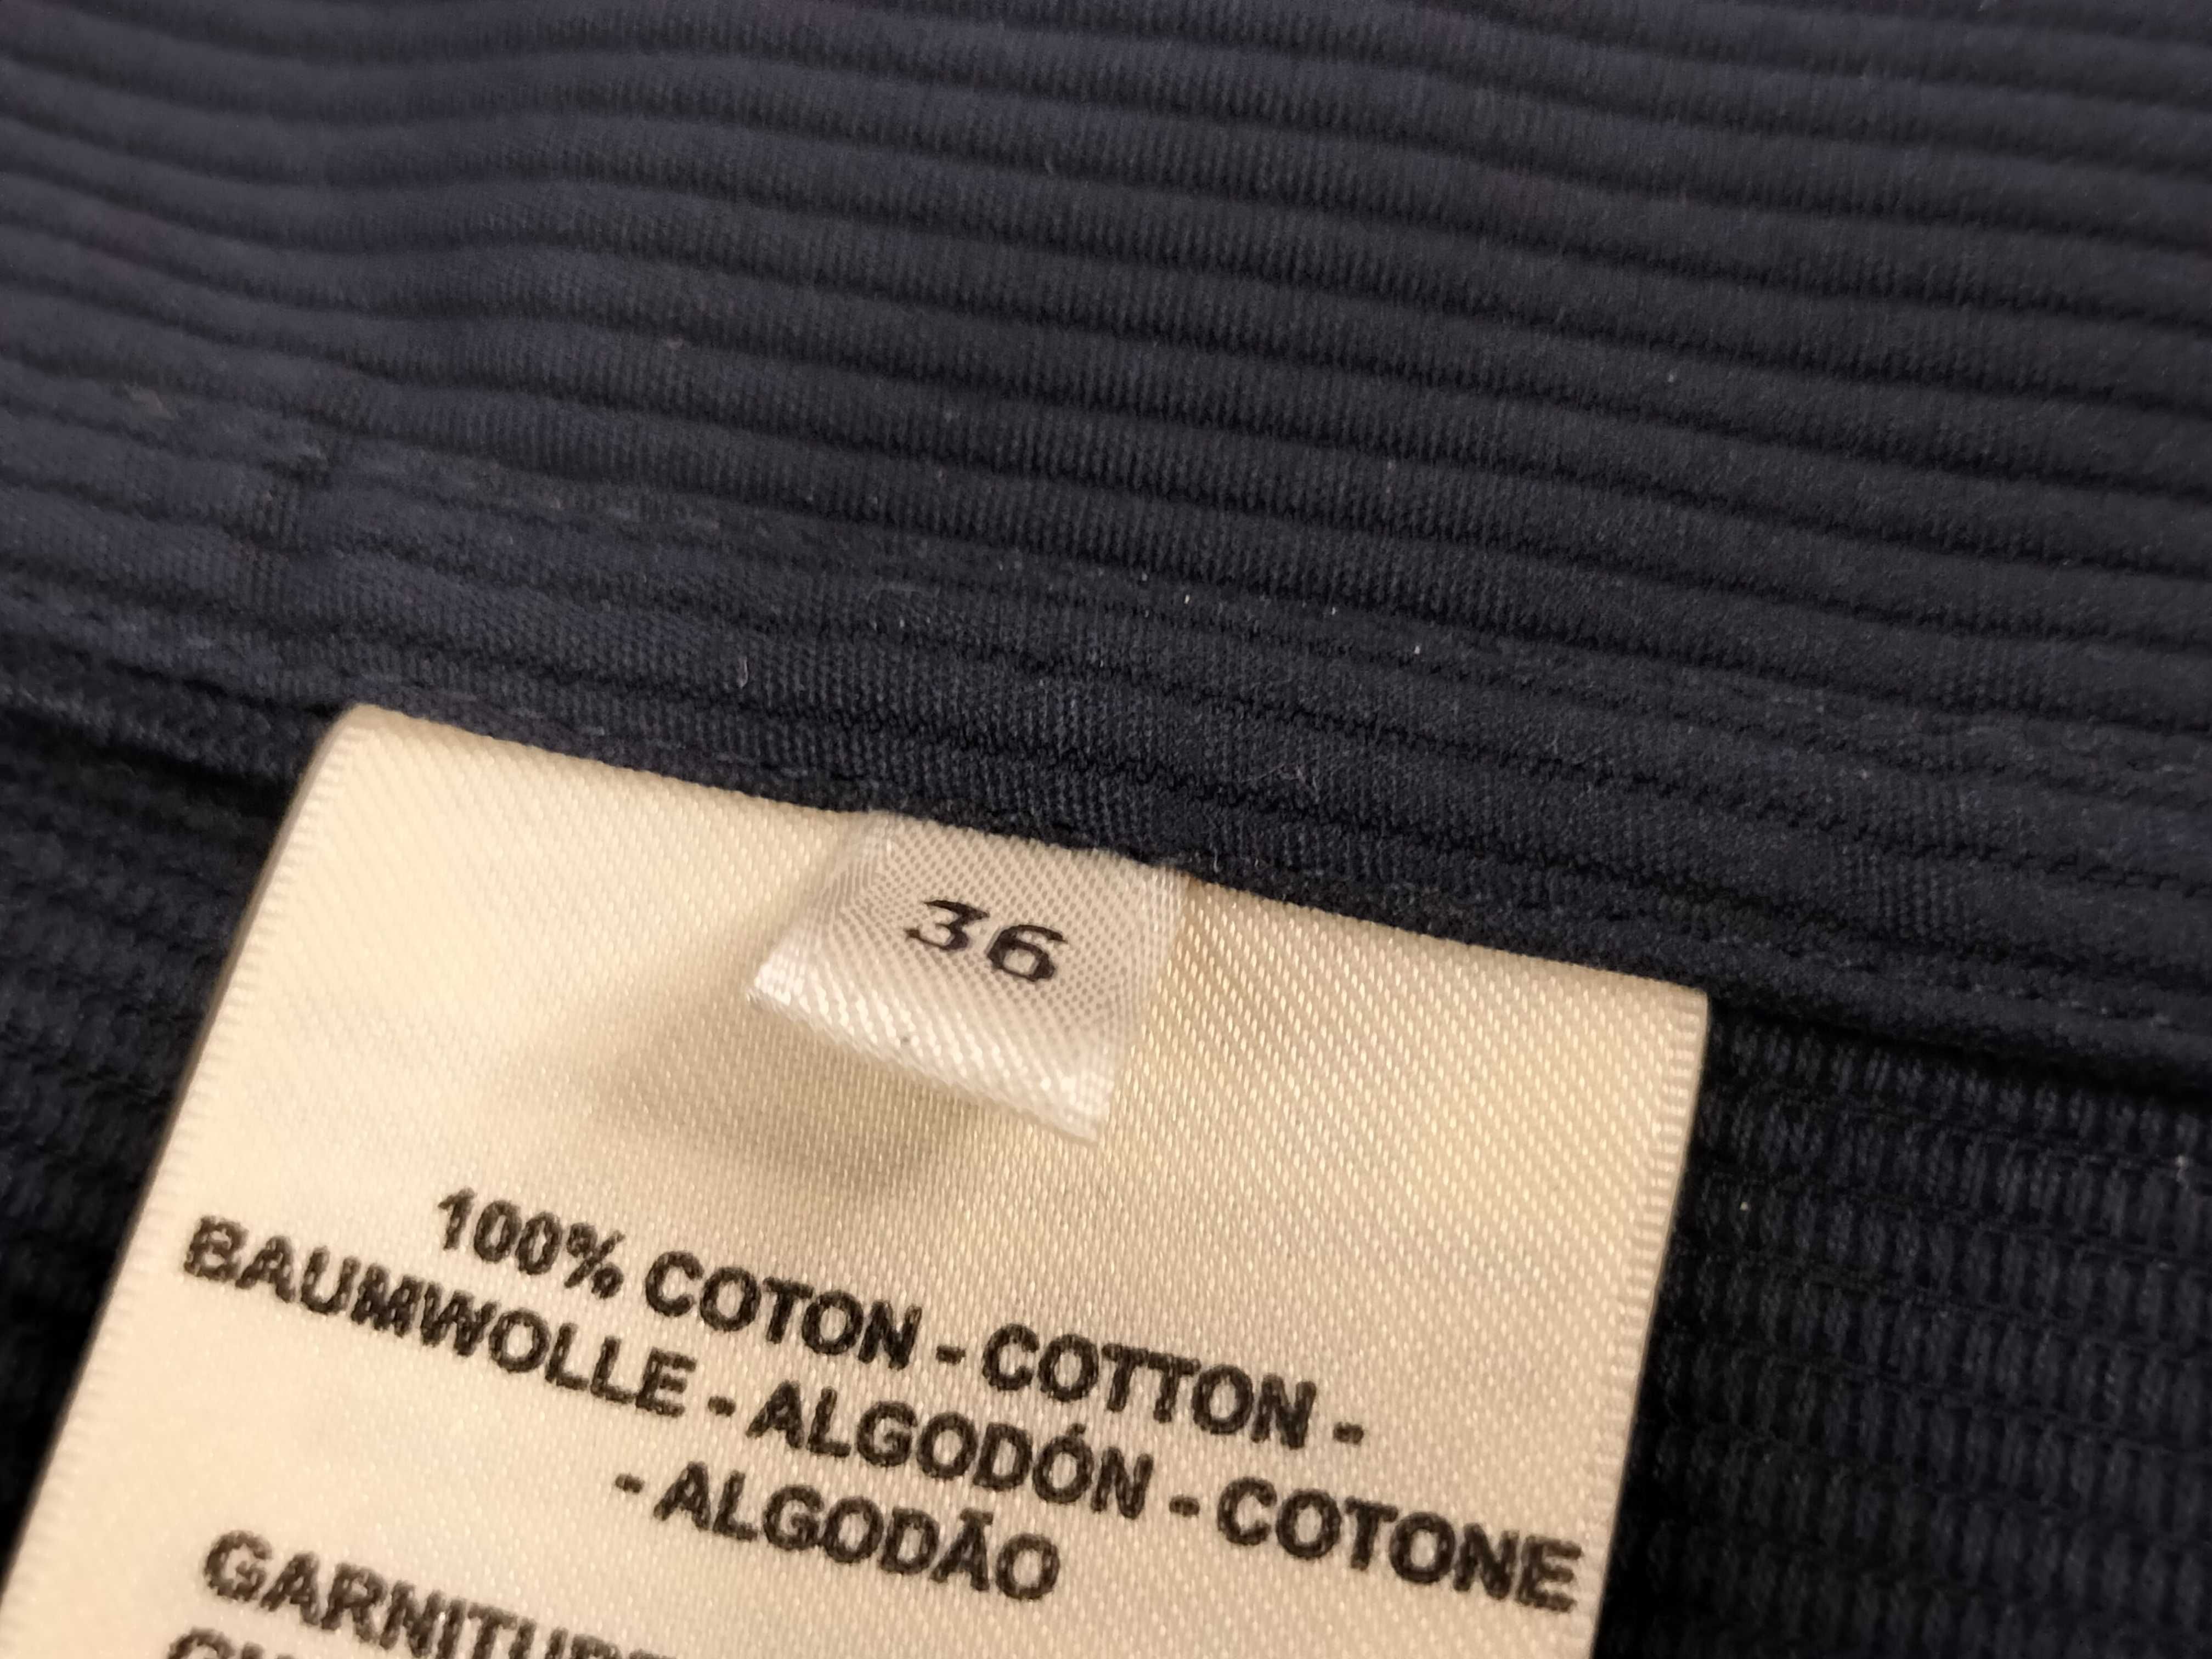 36
100% COTON - COTTON -
BAUMWOLLE - ALGODÓN - COTONE
- ALGODÃO